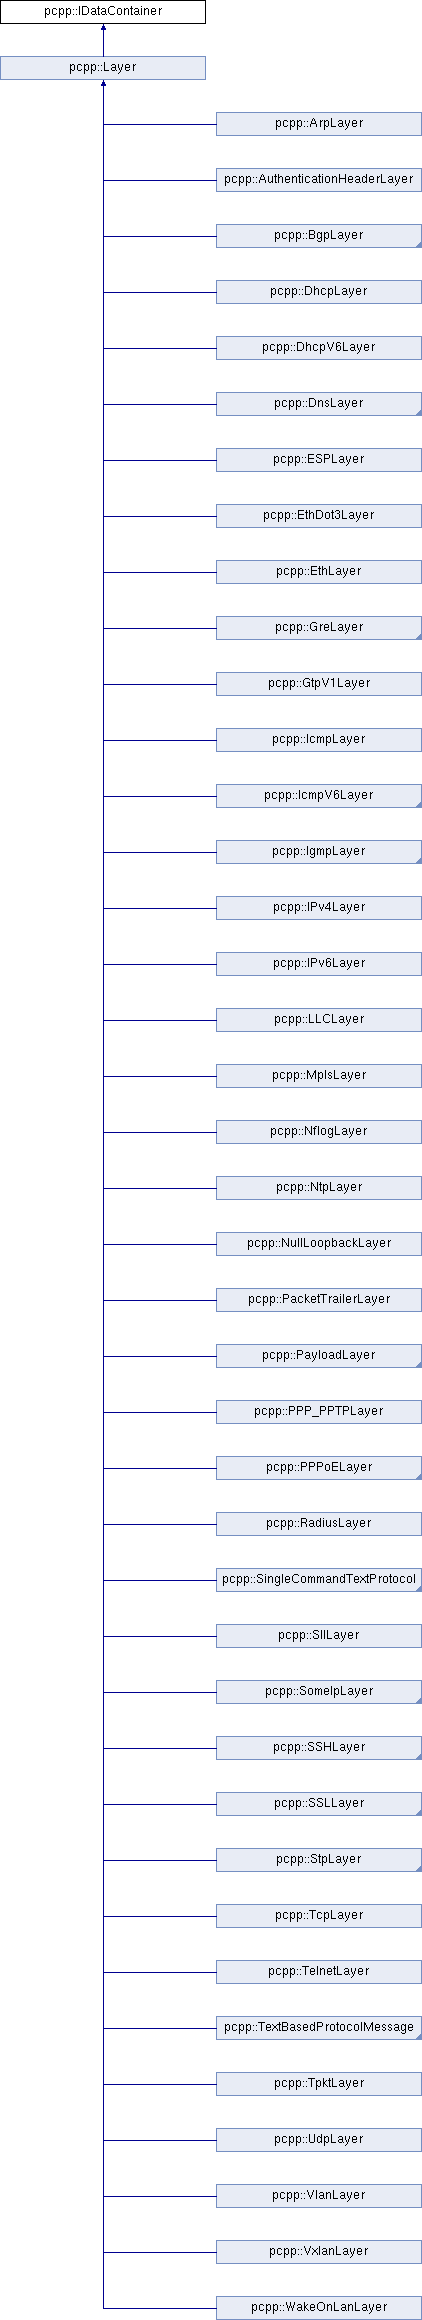 pcpp::IDataContainer
pcpp::Layer
pcpp::ArpLayer
pcpp::AuthenticationHeaderLayer
pcpp::BgpLayer
pcpp::DhcpLayer
pcpp::DhcpV6Layer
pcpp::DnsLayer
pcpp::ESPLayer
pcpp::EthDot3Layer
pcpp::EthLayer
pcpp::GreLayer
pcpp::GtpV1Layer
pcpp::IcmpLayer
pcpp::IcmpV6Layer
pcpp::IgmpLayer
pcpp::IPv4Layer
pcpp::IPv6Layer
pcpp::LLCLayer
pcpp::MplsLayer
pcpp::NflogLayer
pcpp::NtpLayer
pcpp::NullLoopbackLayer
pcpp::PacketTrailerLayer
pcpp::PayloadLayer
pcpp::PPP_PPTPLayer
pcpp::PPPoELayer
pcpp::RadiusLayer
pcpp::SingleCommandTextProtocol
pcpp::SllLayer
pcpp::SomeIpLayer
pcpp::SSHLayer
pcpp::SSLLayer
pcpp::StpLayer
pcpp::TcpLayer
pcpp::TelnetLayer
pcpp::TextBasedProtocolMessage
pcpp::TpktLayer
pcpp::UdpLayer
pcpp::VlanLayer
pcpp::VxlanLayer
pcpp::WakeOnLanLayer